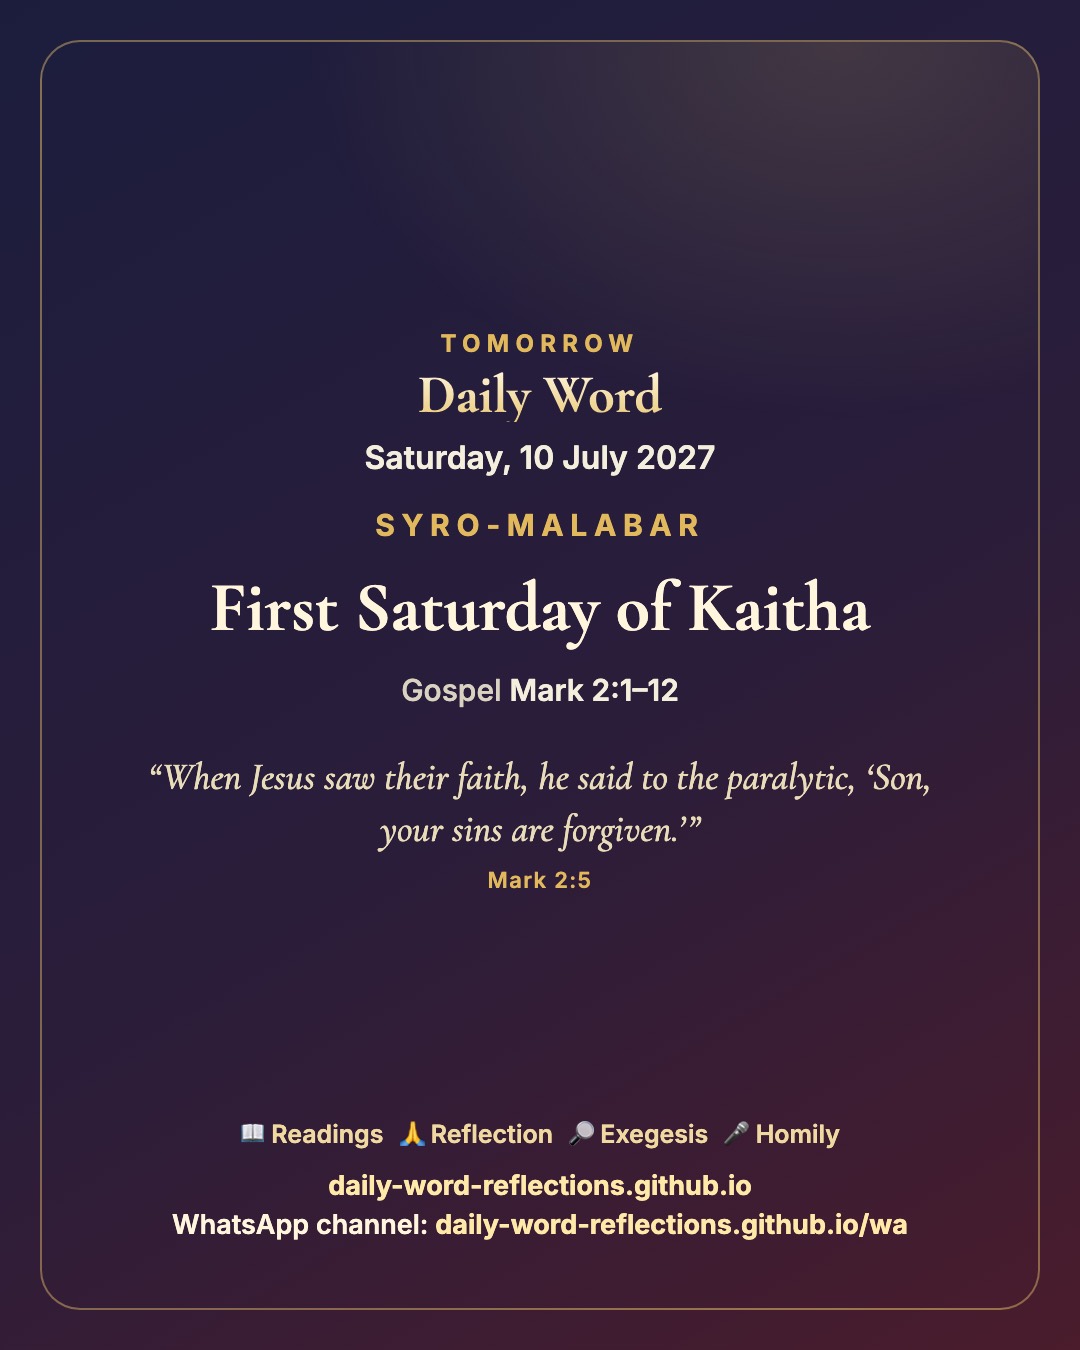 TOMORROW
Daily Word
Saturday, 10 July 2027
SYRO-MALABAR
First Saturday of Kaitha
Gospel Mark 2:1–12
“When Jesus saw their faith, he said to the paralytic, ‘Son,
your sins are forgiven.’”
Mark 2:5
📖 Readings 🙏 Reflection 🔎 Exegesis 🎤 Homily
daily-word-reflections.github.io
WhatsApp channel: daily-word-reflections.github.io/wa